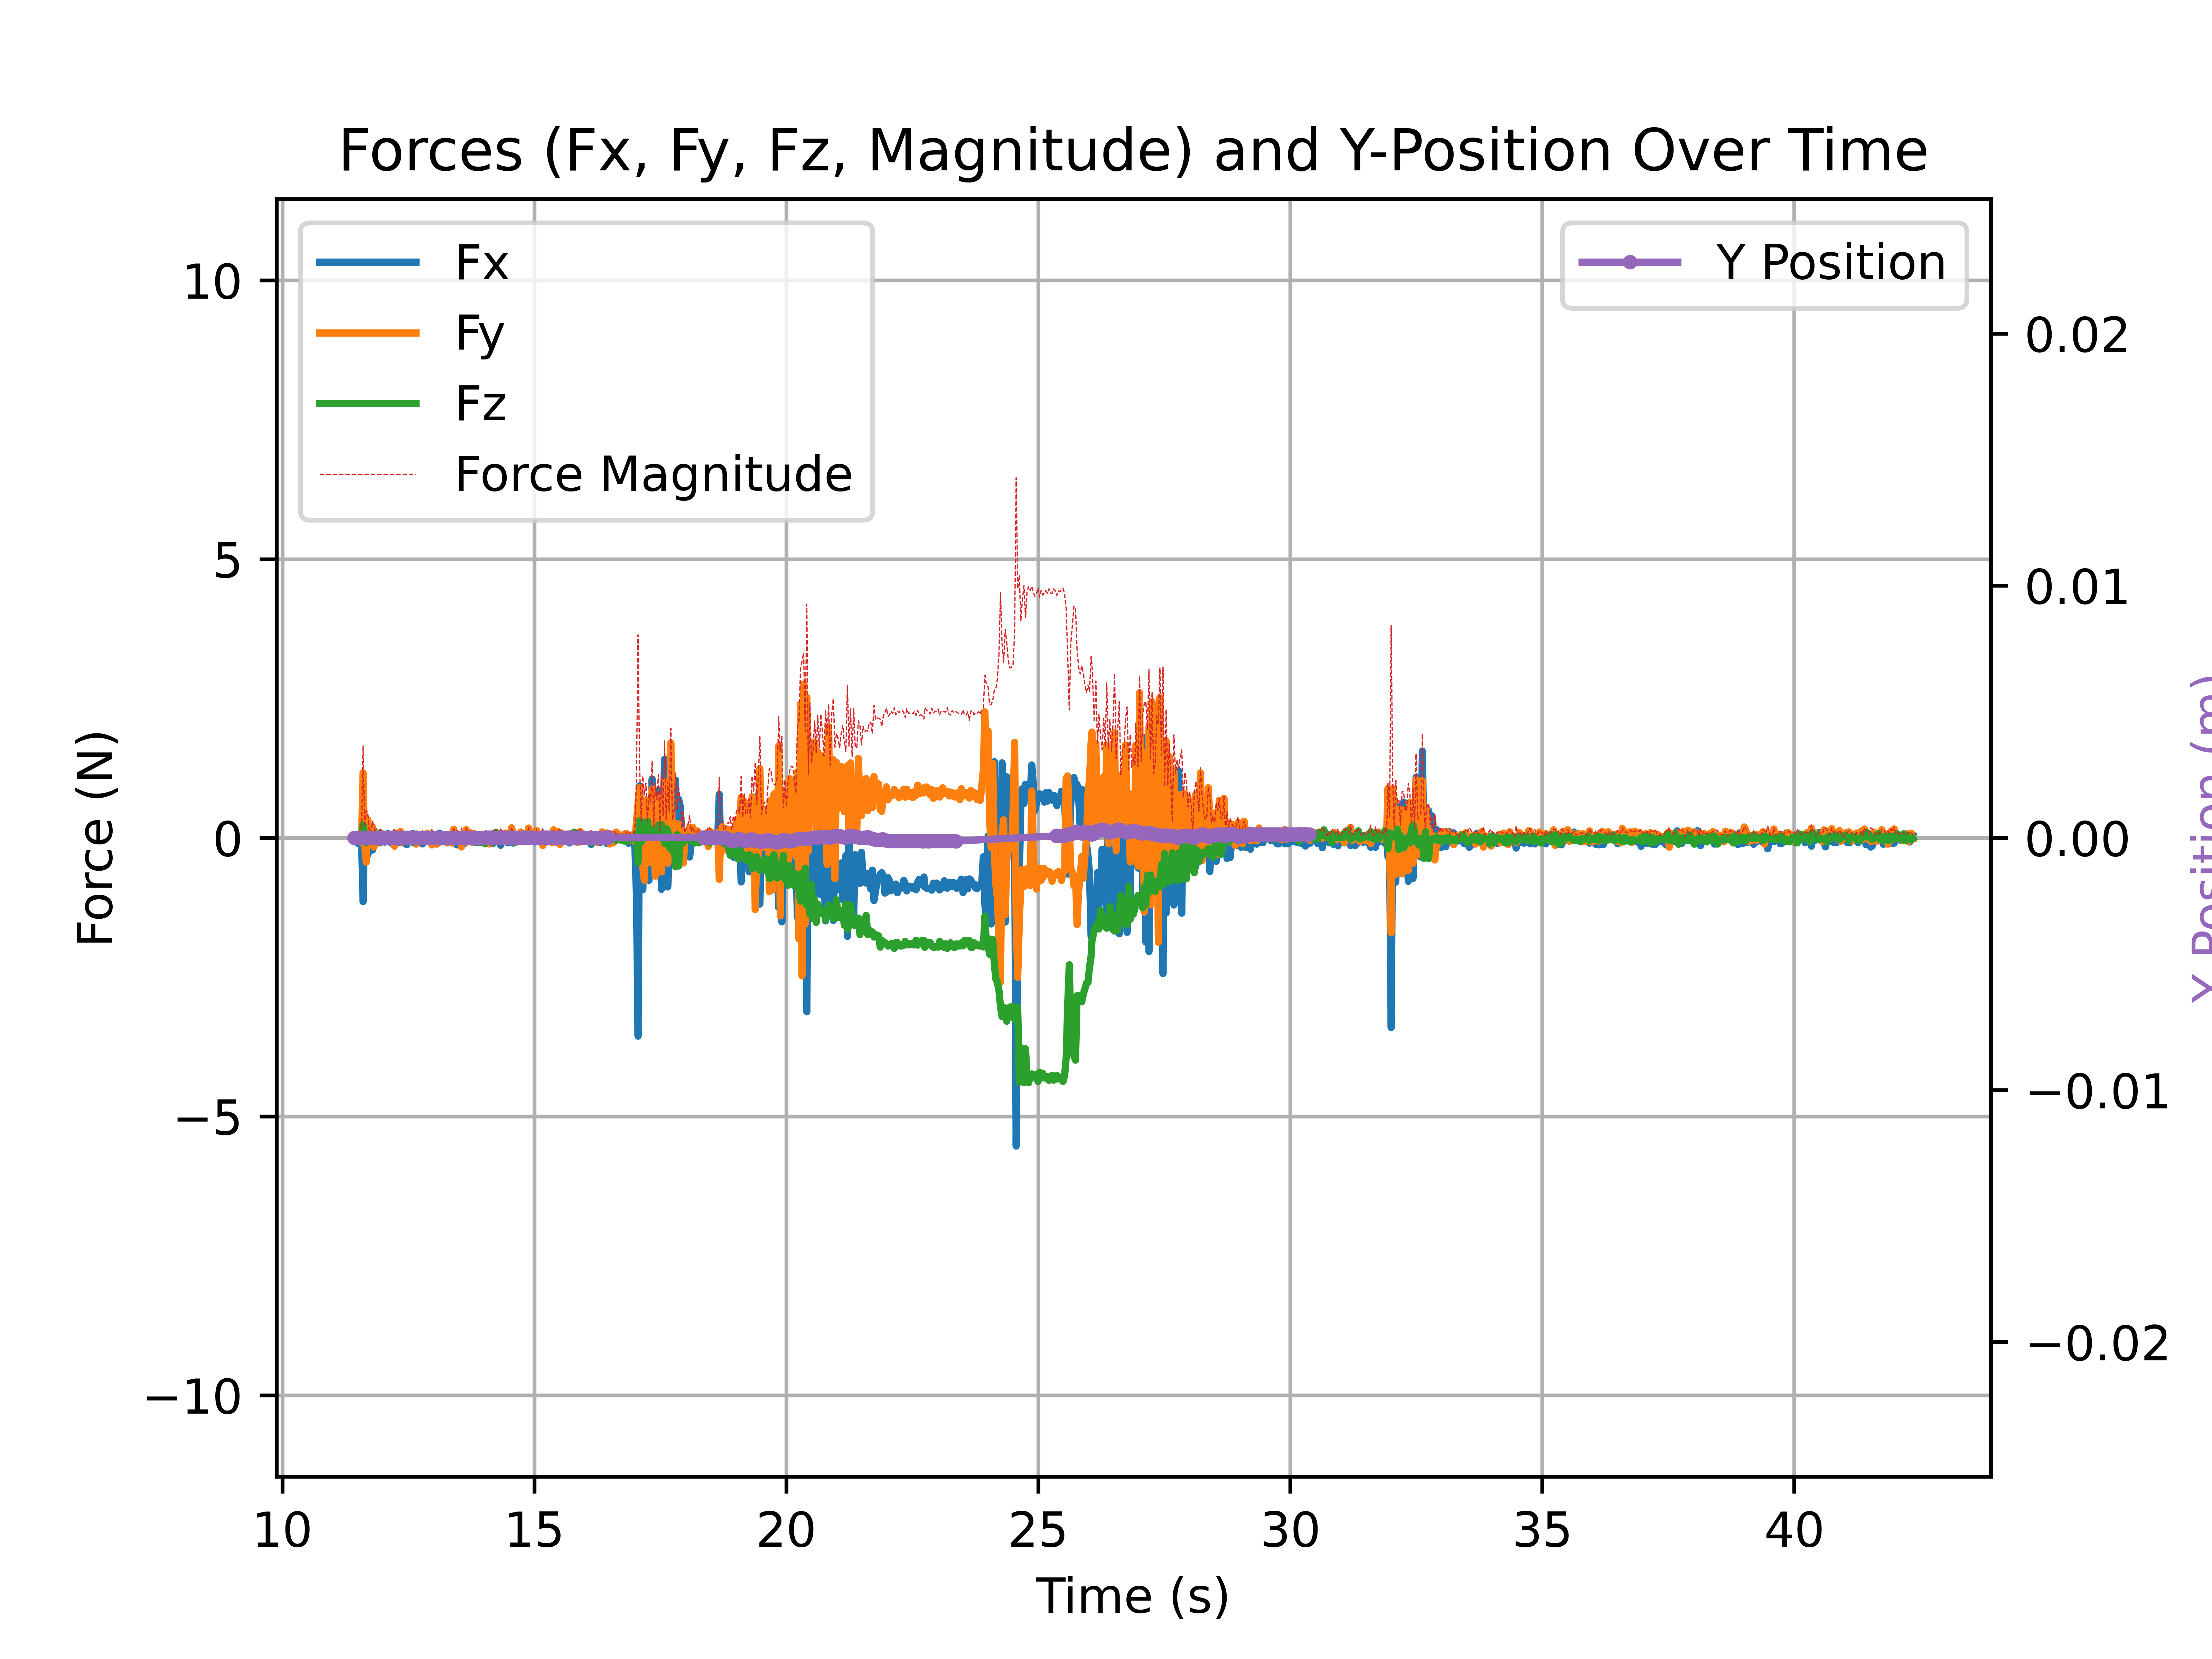 Forces (Fx, Fy, Fz, Magnitude) and Y-Position Over Time
Fx
Fy
Fz
Force Magnitude
Y Position
10
5
0
−5
−10
Force (N)
0.02
0.01
0.00
−0.01
−0.02
Y Position (m)
10 15 20 25 30 35 40
Time (s)